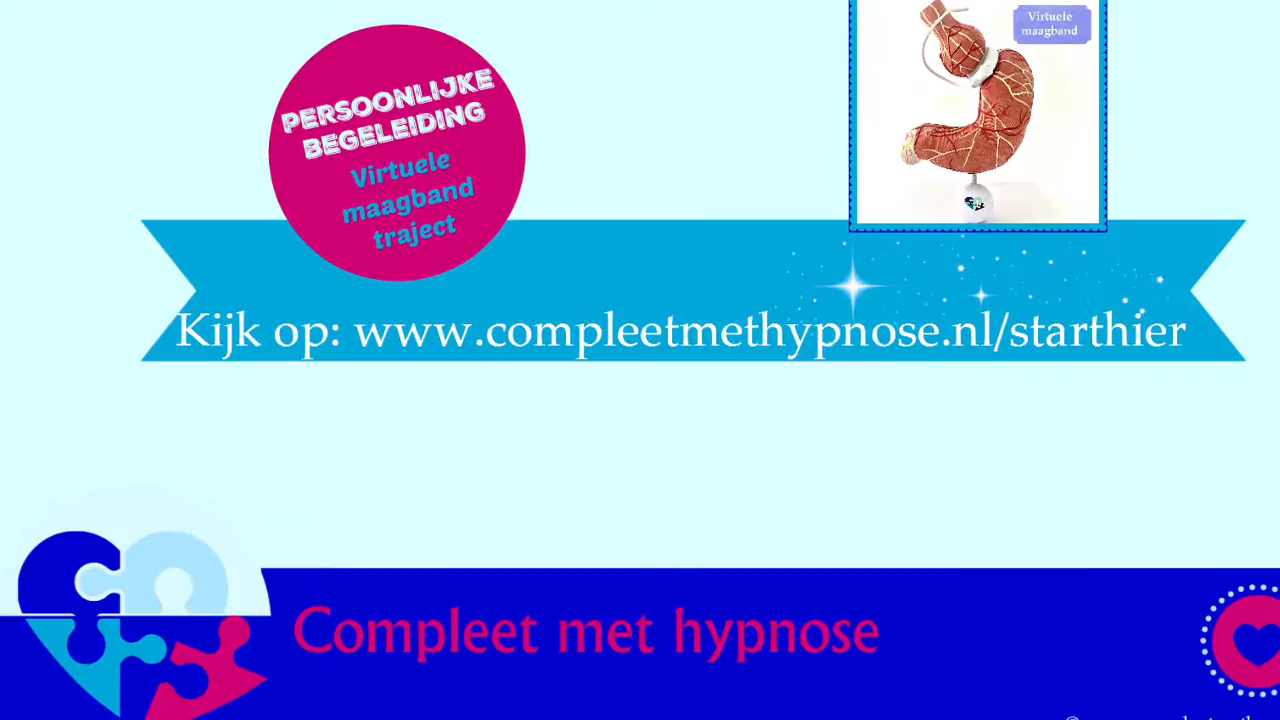 Virtuele
maagband
PERSOONLIJKE
BEGELEIDING
Virtuele
maagband
traject
Kijk op: www.compleetmethypnose.nl/starthier
Compleet met hypnose